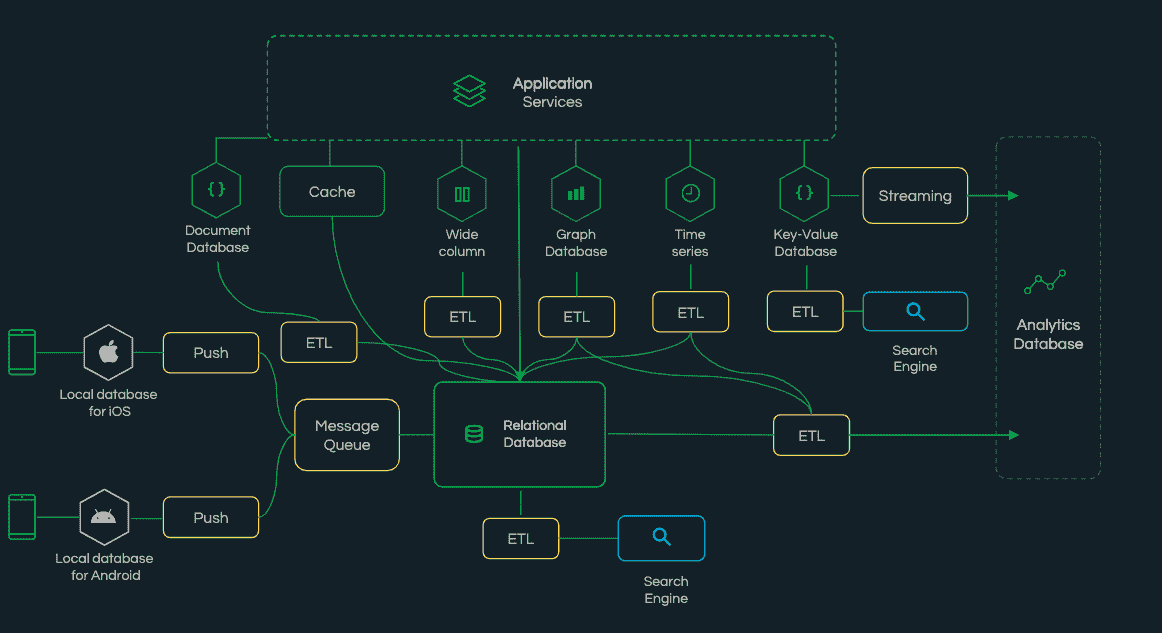 Application
Services
Document
Database
Cache
Wide
column
Graph
Database
Time
series
Key-Value
Database
Streaming
ETL
ETL
ETL
ETL
ETL
Search
Engine
Analytics
Database
Local database
for iOS
Push
Message
Queue
Relational
Database
ETL
Local database
for Android
Push
ETL
Search
Engine